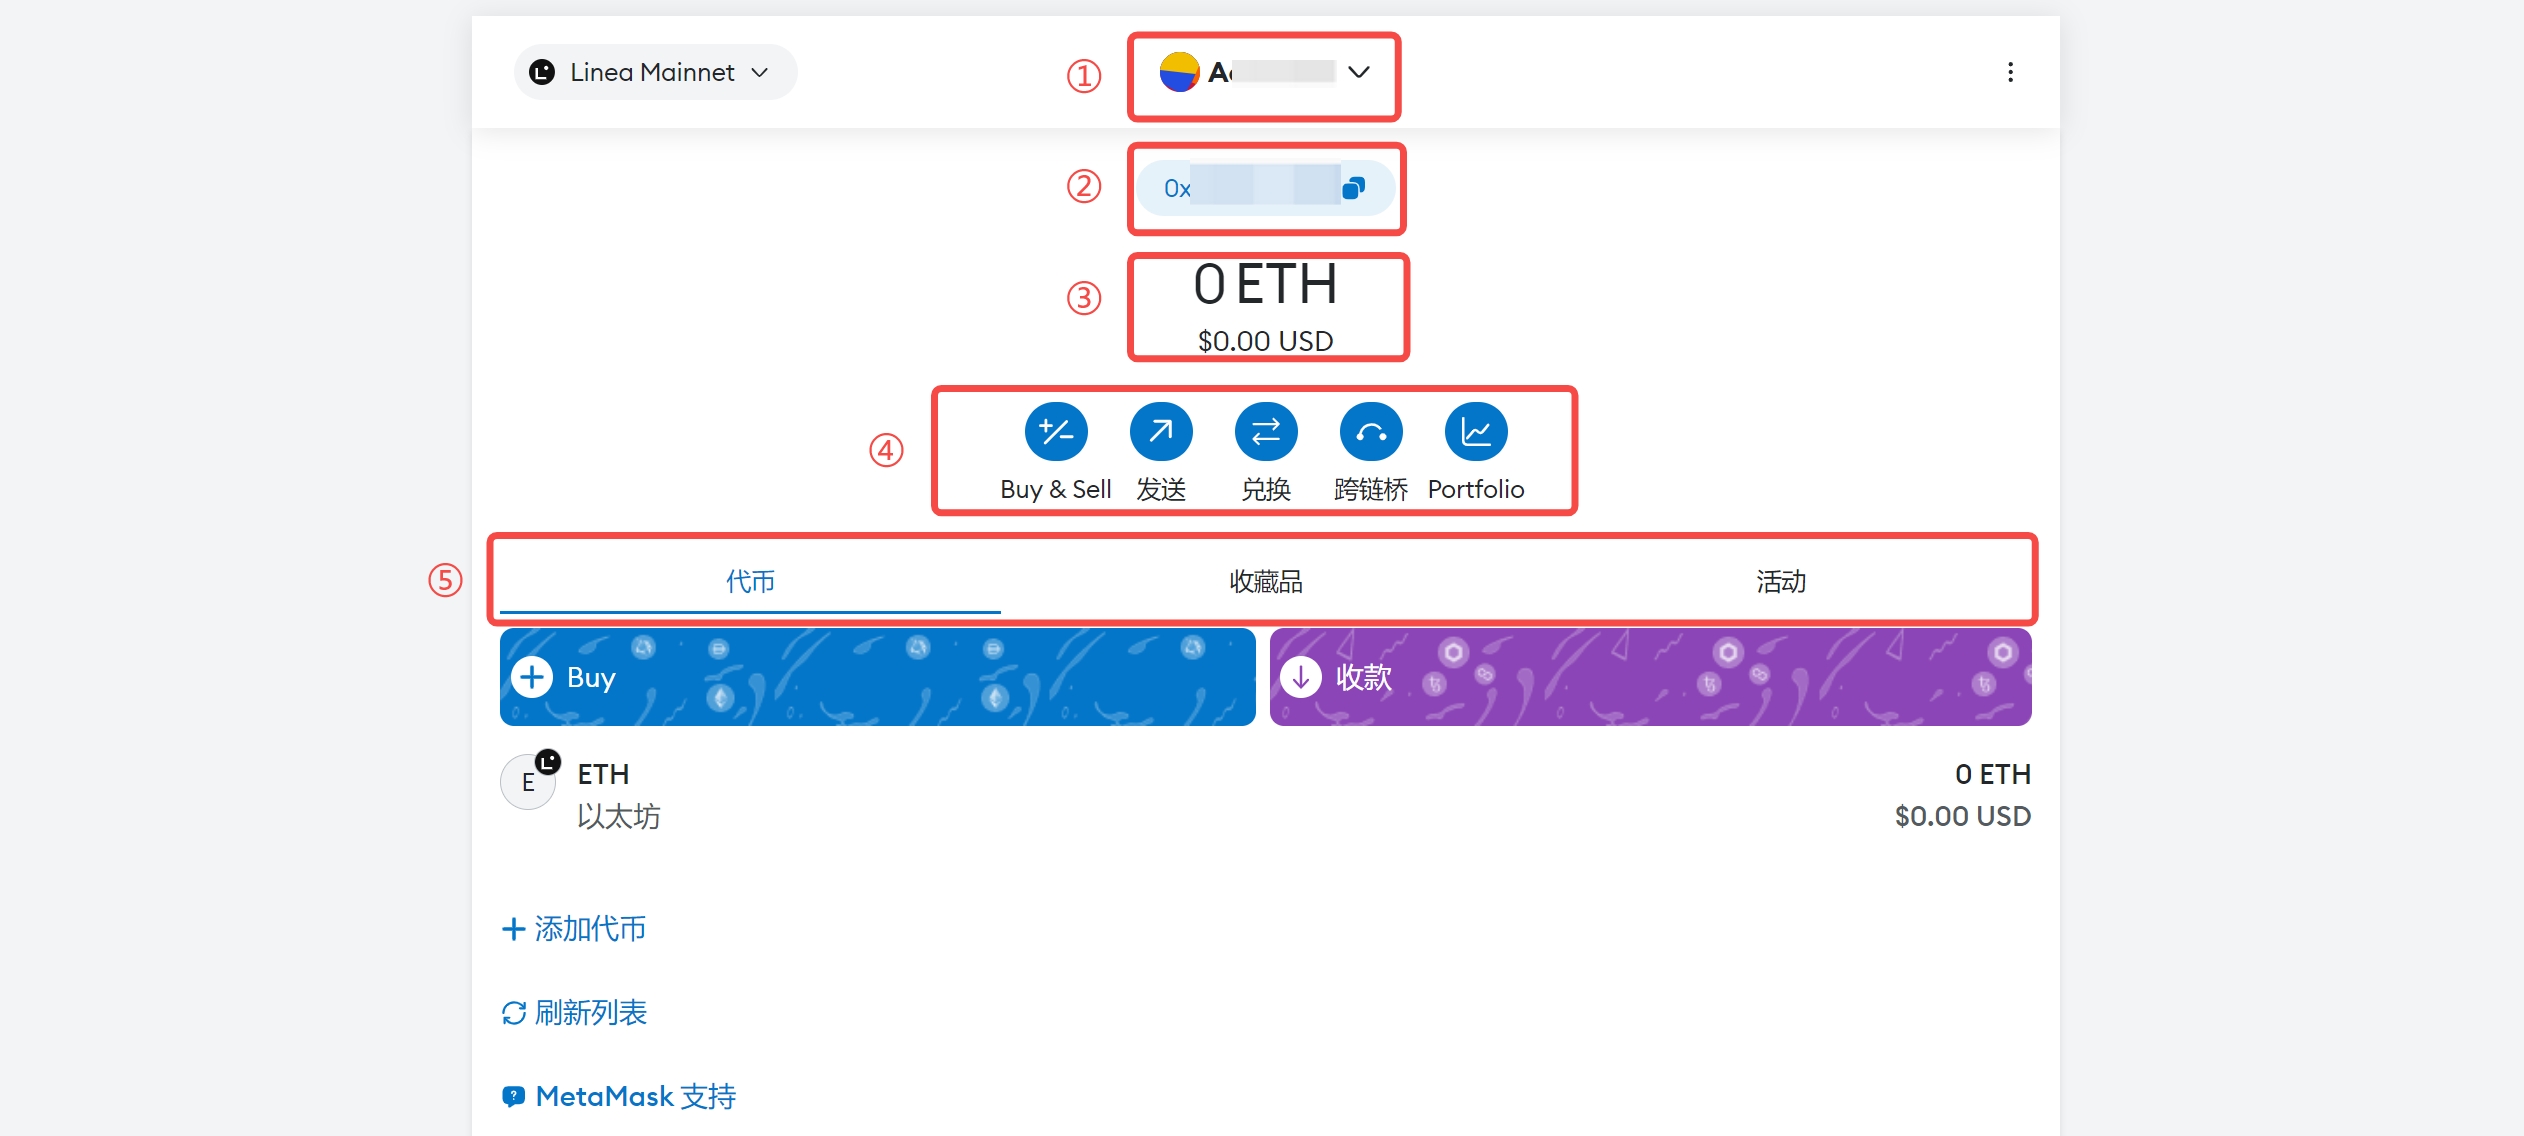 Linea Mainnet
①
②
0x
③
0 ETH
$0.00 USD
④
Buy & Sell 发送 兑换 跨链桥 Portfolio
⑤
代币 收藏品 活动
Buy 收款
E ETH 0 ETH
以太坊 $0.00 USD
添加代币
刷新列表
MetaMask 支持